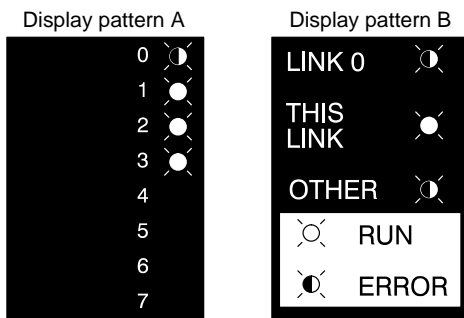 Display pattern A
0
1
2
3
4
5
6
7
Display pattern B
LINK 0
THIS
LINK
OTHER
RUN
ERROR